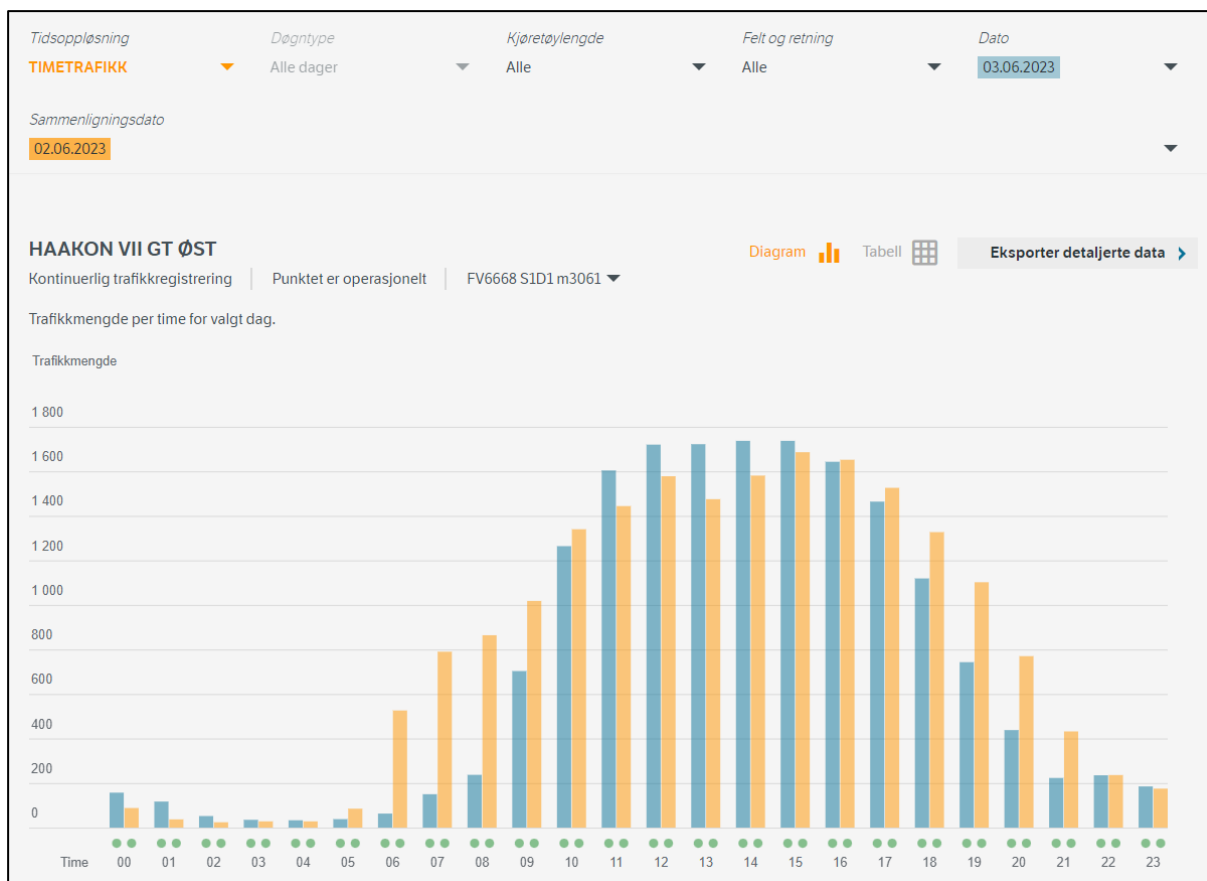 Tidsoppløsning Døgntype Kjøretøylengde Felt og retning Dato
TIMETRAFIKK Alle dager Alle Alle 03.06.2023
Sammenligningsdato
02.06.2023
HAAKON VII GT ØST Diagram Tabell Eksporter detaljerte data
Kontinuerlig trafikkregistrering Punktet er operasjonelt FV6668 S1D1 m3061
Trafikkmengde per time for valgt dag.
Trafikkmengde
1 800
1 600
1 400
1 200
1 000
800
600
400
200
0
Time 00 01 02 03 04 05 06 07 08 09 10 11 12 13 14 15 16 17 18 19 20 21 22 23